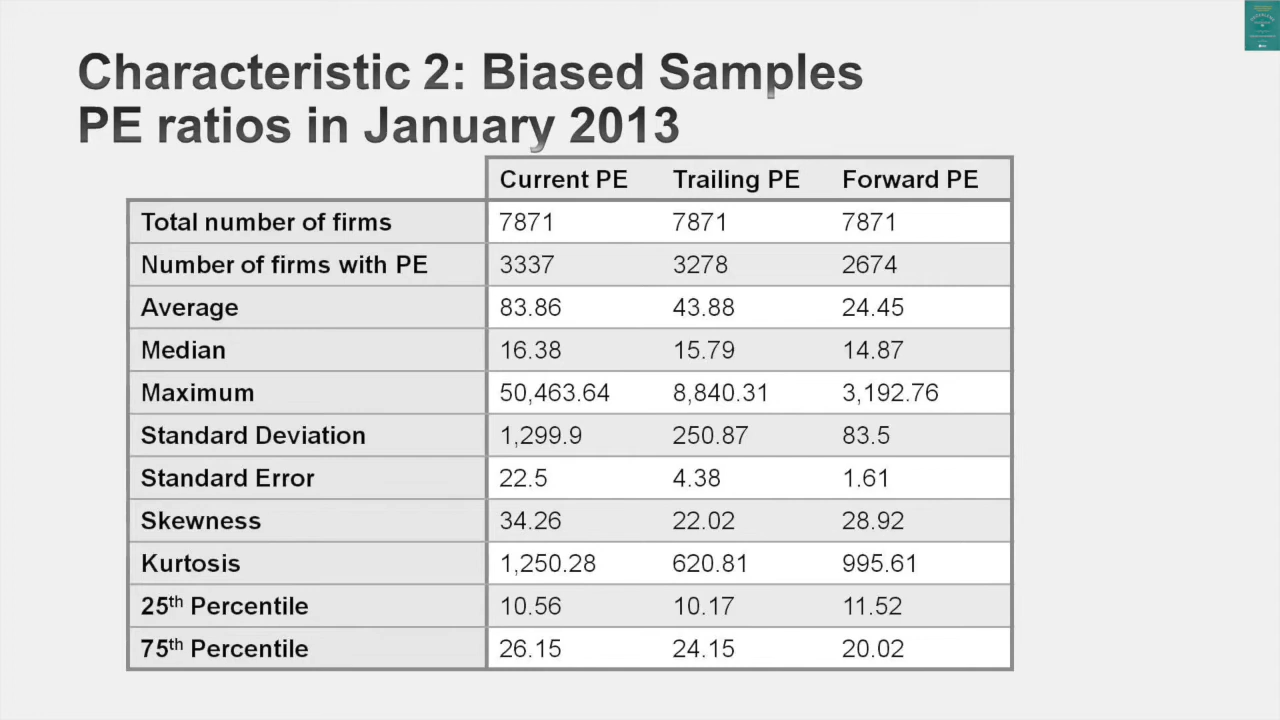 Characteristic 2: Biased Samples
PE ratios in January 2013
Current PE Trailing PE Forward PE
Total number of firms 7871 7871 7871
Number of firms with PE 3337 3278 2674
Average 83.86 43.88 24.45
Median 16.38 15.79 14.87
Maximum 50,463.64 8,840.31 3,192.76
Standard Deviation 1,299.9 250.87 83.5
Standard Error 22.5 4.38 1.61
Skewness 34.26 22.02 28.92
Kurtosis 1,250.28 620.81 995.61
25th Percentile 10.56 10.17 11.52
75th Percentile 26.15 24.15 20.02